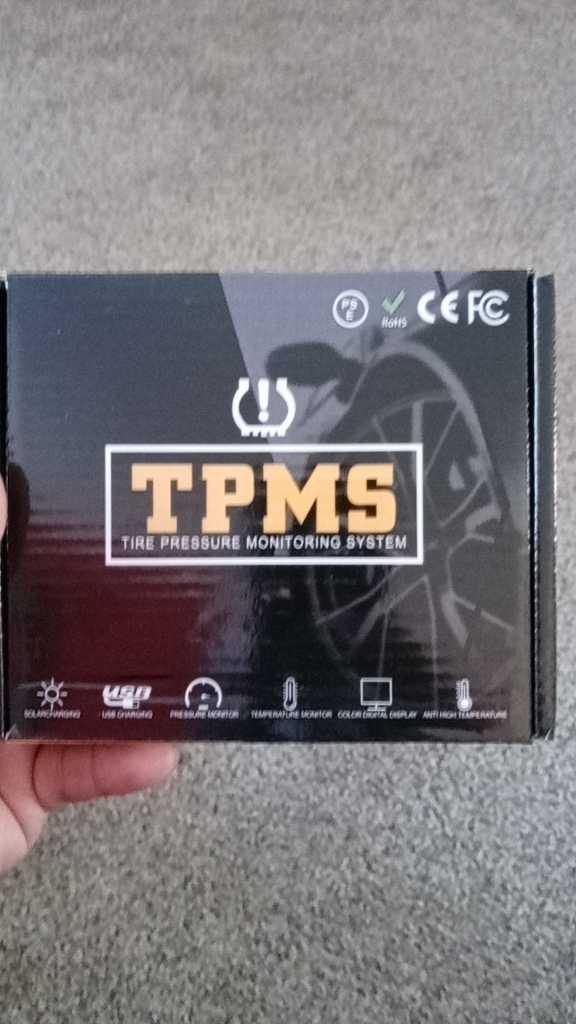 PS
E
RoHS
CE FC
TPMS
TIRE PRESSURE MONITORING SYSTEM
SOLAR CHARGING
USB
USB CHARGING
PRESSURE MONITOR
TEMPERATURE MONITOR
COLOR DIGITAL DISPLAY
ANTI HIGH TEMPERATURE